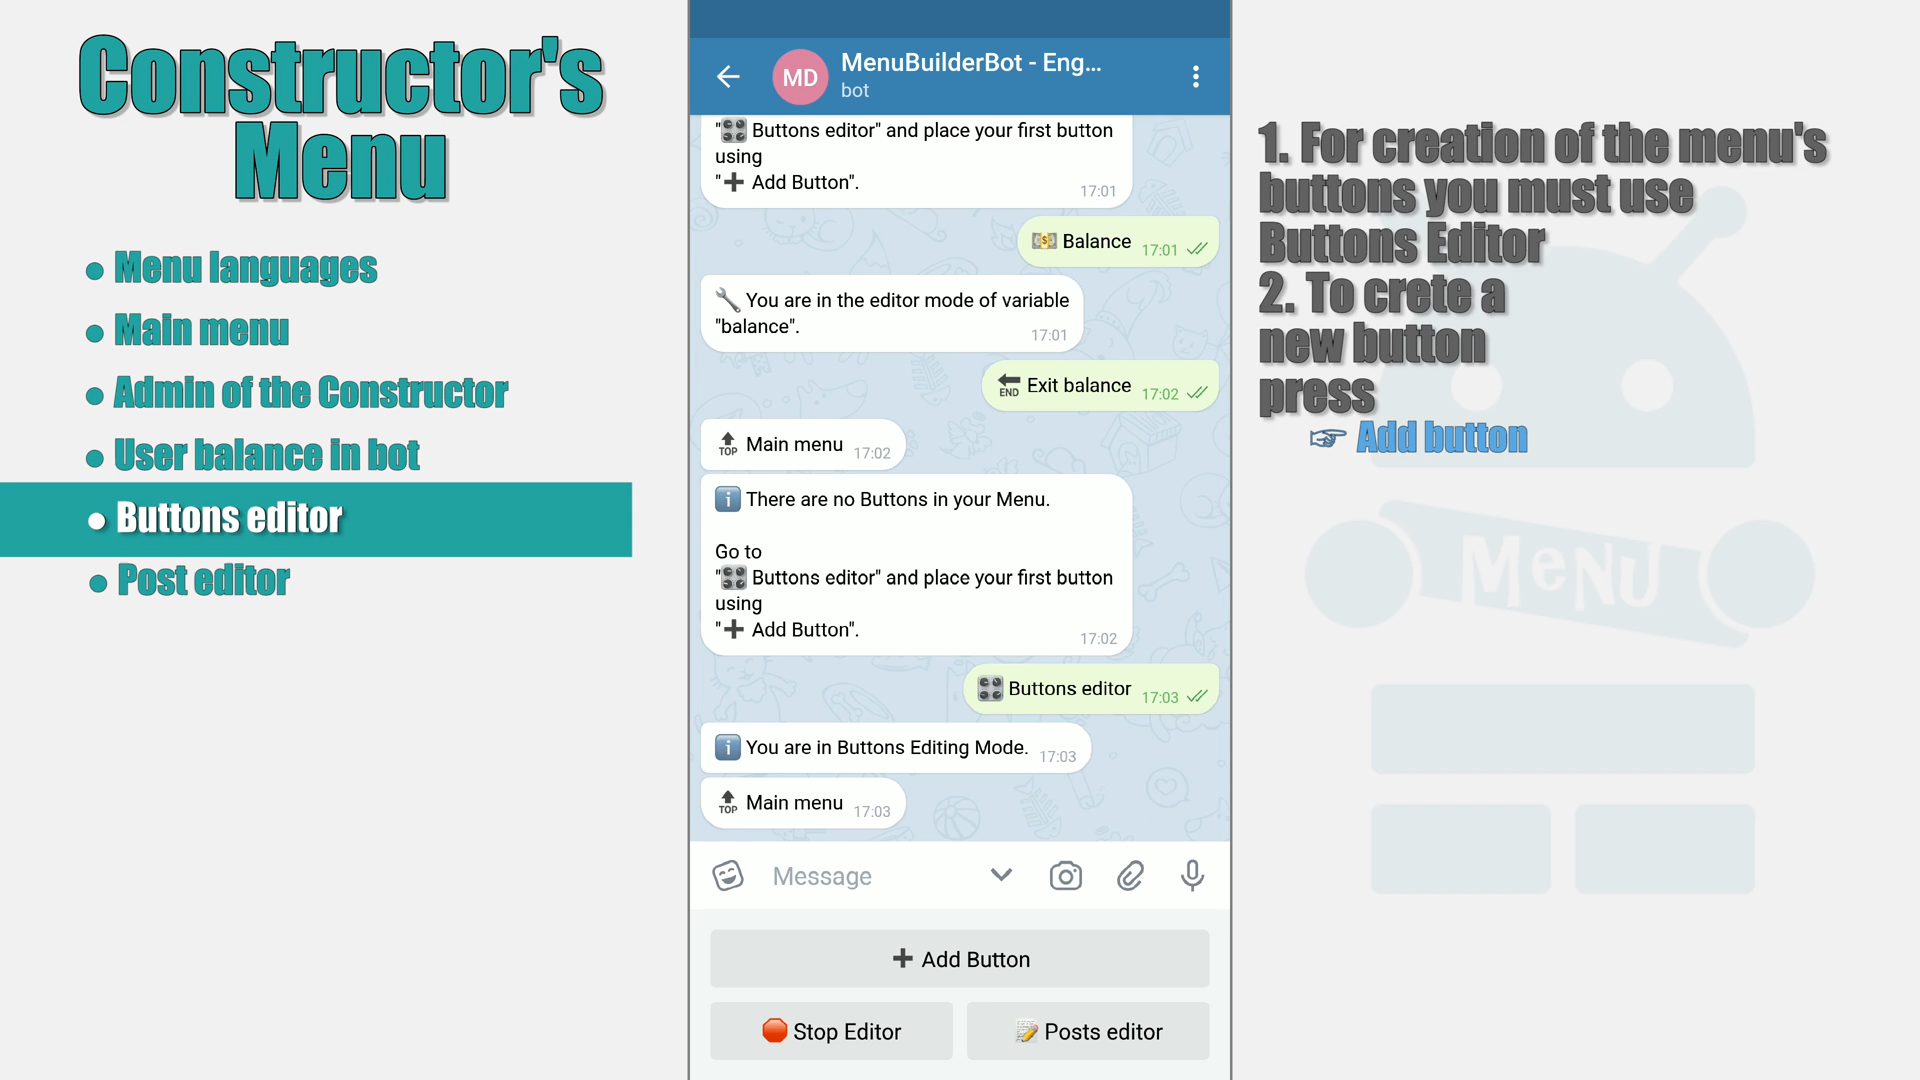 Constructor's
Menu
• Menu languages
• Main menu
• Admin of the Constructor
• User balance in bot
• Buttons editor
• Post editor
MD
MenuBuilderBot - Eng...
bot
"🎛 Buttons editor" and place your first button
using
"➕ Add Button".
17:01
💵 Balance 17:01
🔧 You are in the editor mode of variable
"balance".
17:01
🔚 Exit balance 17:02
🔝 Main menu 17:02
ℹ️ There are no Buttons in your Menu.
Go to
"🎛 Buttons editor" and place your first button
using
"➕ Add Button".
17:02
🎛 Buttons editor 17:03
ℹ️ You are in Buttons Editing Mode. 17:03
🔝 Main menu 17:03
Message
➕ Add Button
🛑 Stop Editor
📝 Posts editor
1. For creation of the menu's
buttons you must use
Buttons Editor
2. To crete a
new button
press
☞ Add button
MeNU